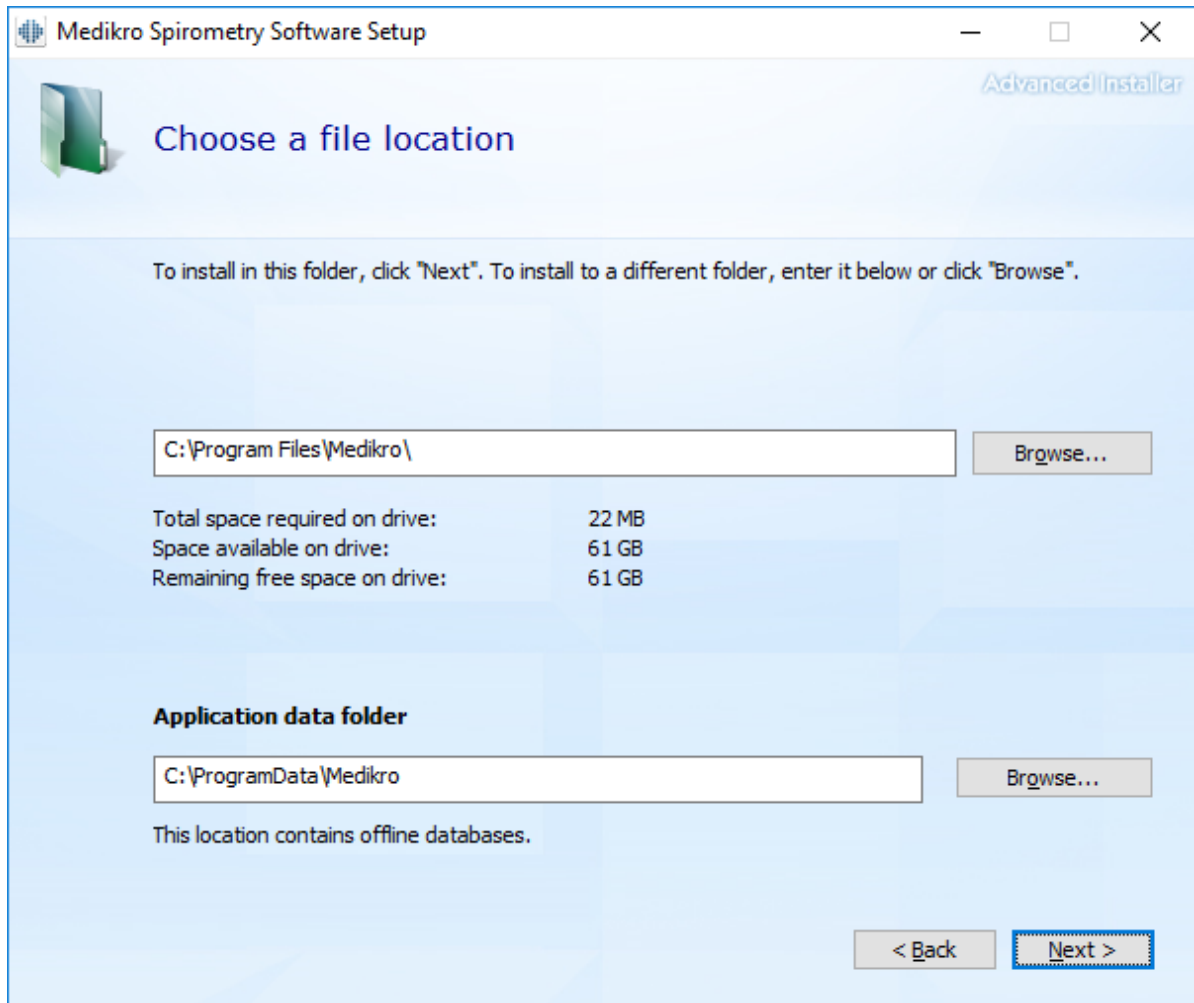 Medikro Spirometry Software Setup
Advanced Installer
Choose a file location
To install in this folder, click "Next". To install to a different folder, enter it below or click "Browse".
C:\Program Files\Medikro\
Browse...
Total space required on drive: 22 MB
Space available on drive: 61 GB
Remaining free space on drive: 61 GB
Application data folder
C:\ProgramData\Medikro
Browse...
This location contains offline databases.
< Back
Next >